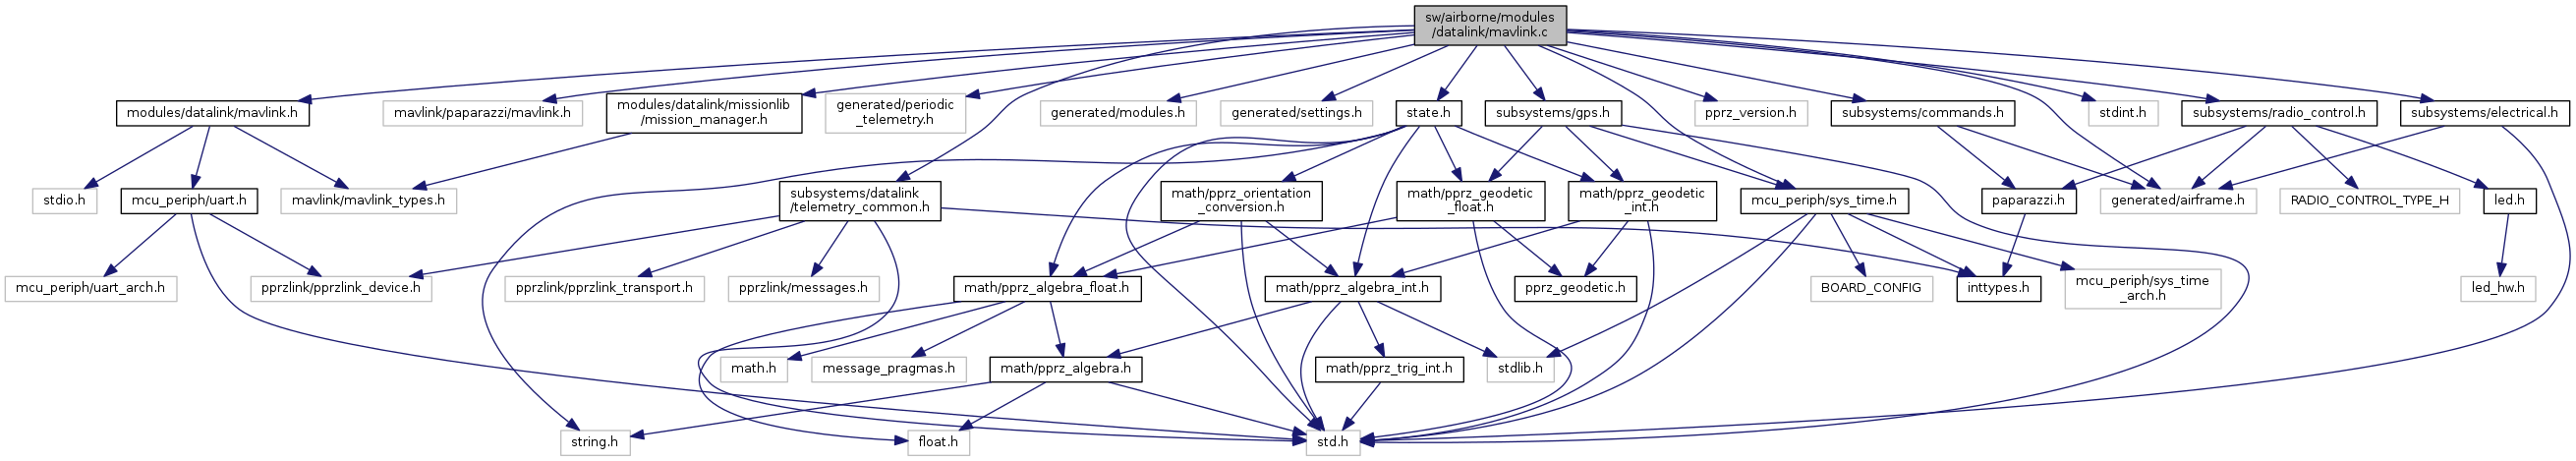 sw/airborne/modules
/datalink/mavlink.c
modules/datalink/mavlink.h
mavlink/paparazzi/mavlink.h
modules/datalink/missionlib
/mission_manager.h
generated/periodic
_telemetry.h
generated/modules.h
generated/settings.h
state.h
subsystems/gps.h
pprz_version.h
subsystems/commands.h
stdint.h
subsystems/radio_control.h
subsystems/electrical.h
stdio.h
mcu_periph/uart.h
mavlink/mavlink_types.h
subsystems/datalink
/telemetry_common.h
math/pprz_orientation
_conversion.h
math/pprz_geodetic
_float.h
math/pprz_geodetic
_int.h
mcu_periph/sys_time.h
paparazzi.h
generated/airframe.h
RADIO_CONTROL_TYPE_H
led.h
mcu_periph/uart_arch.h
pprzlink/pprzlink_device.h
pprzlink/pprzlink_transport.h
pprzlink/messages.h
math/pprz_algebra_float.h
math/pprz_algebra_int.h
pprz_geodetic.h
BOARD_CONFIG
inttypes.h
mcu_periph/sys_time
_arch.h
led_hw.h
math.h
message_pragmas.h
math/pprz_algebra.h
math/pprz_trig_int.h
stdlib.h
string.h
float.h
std.h